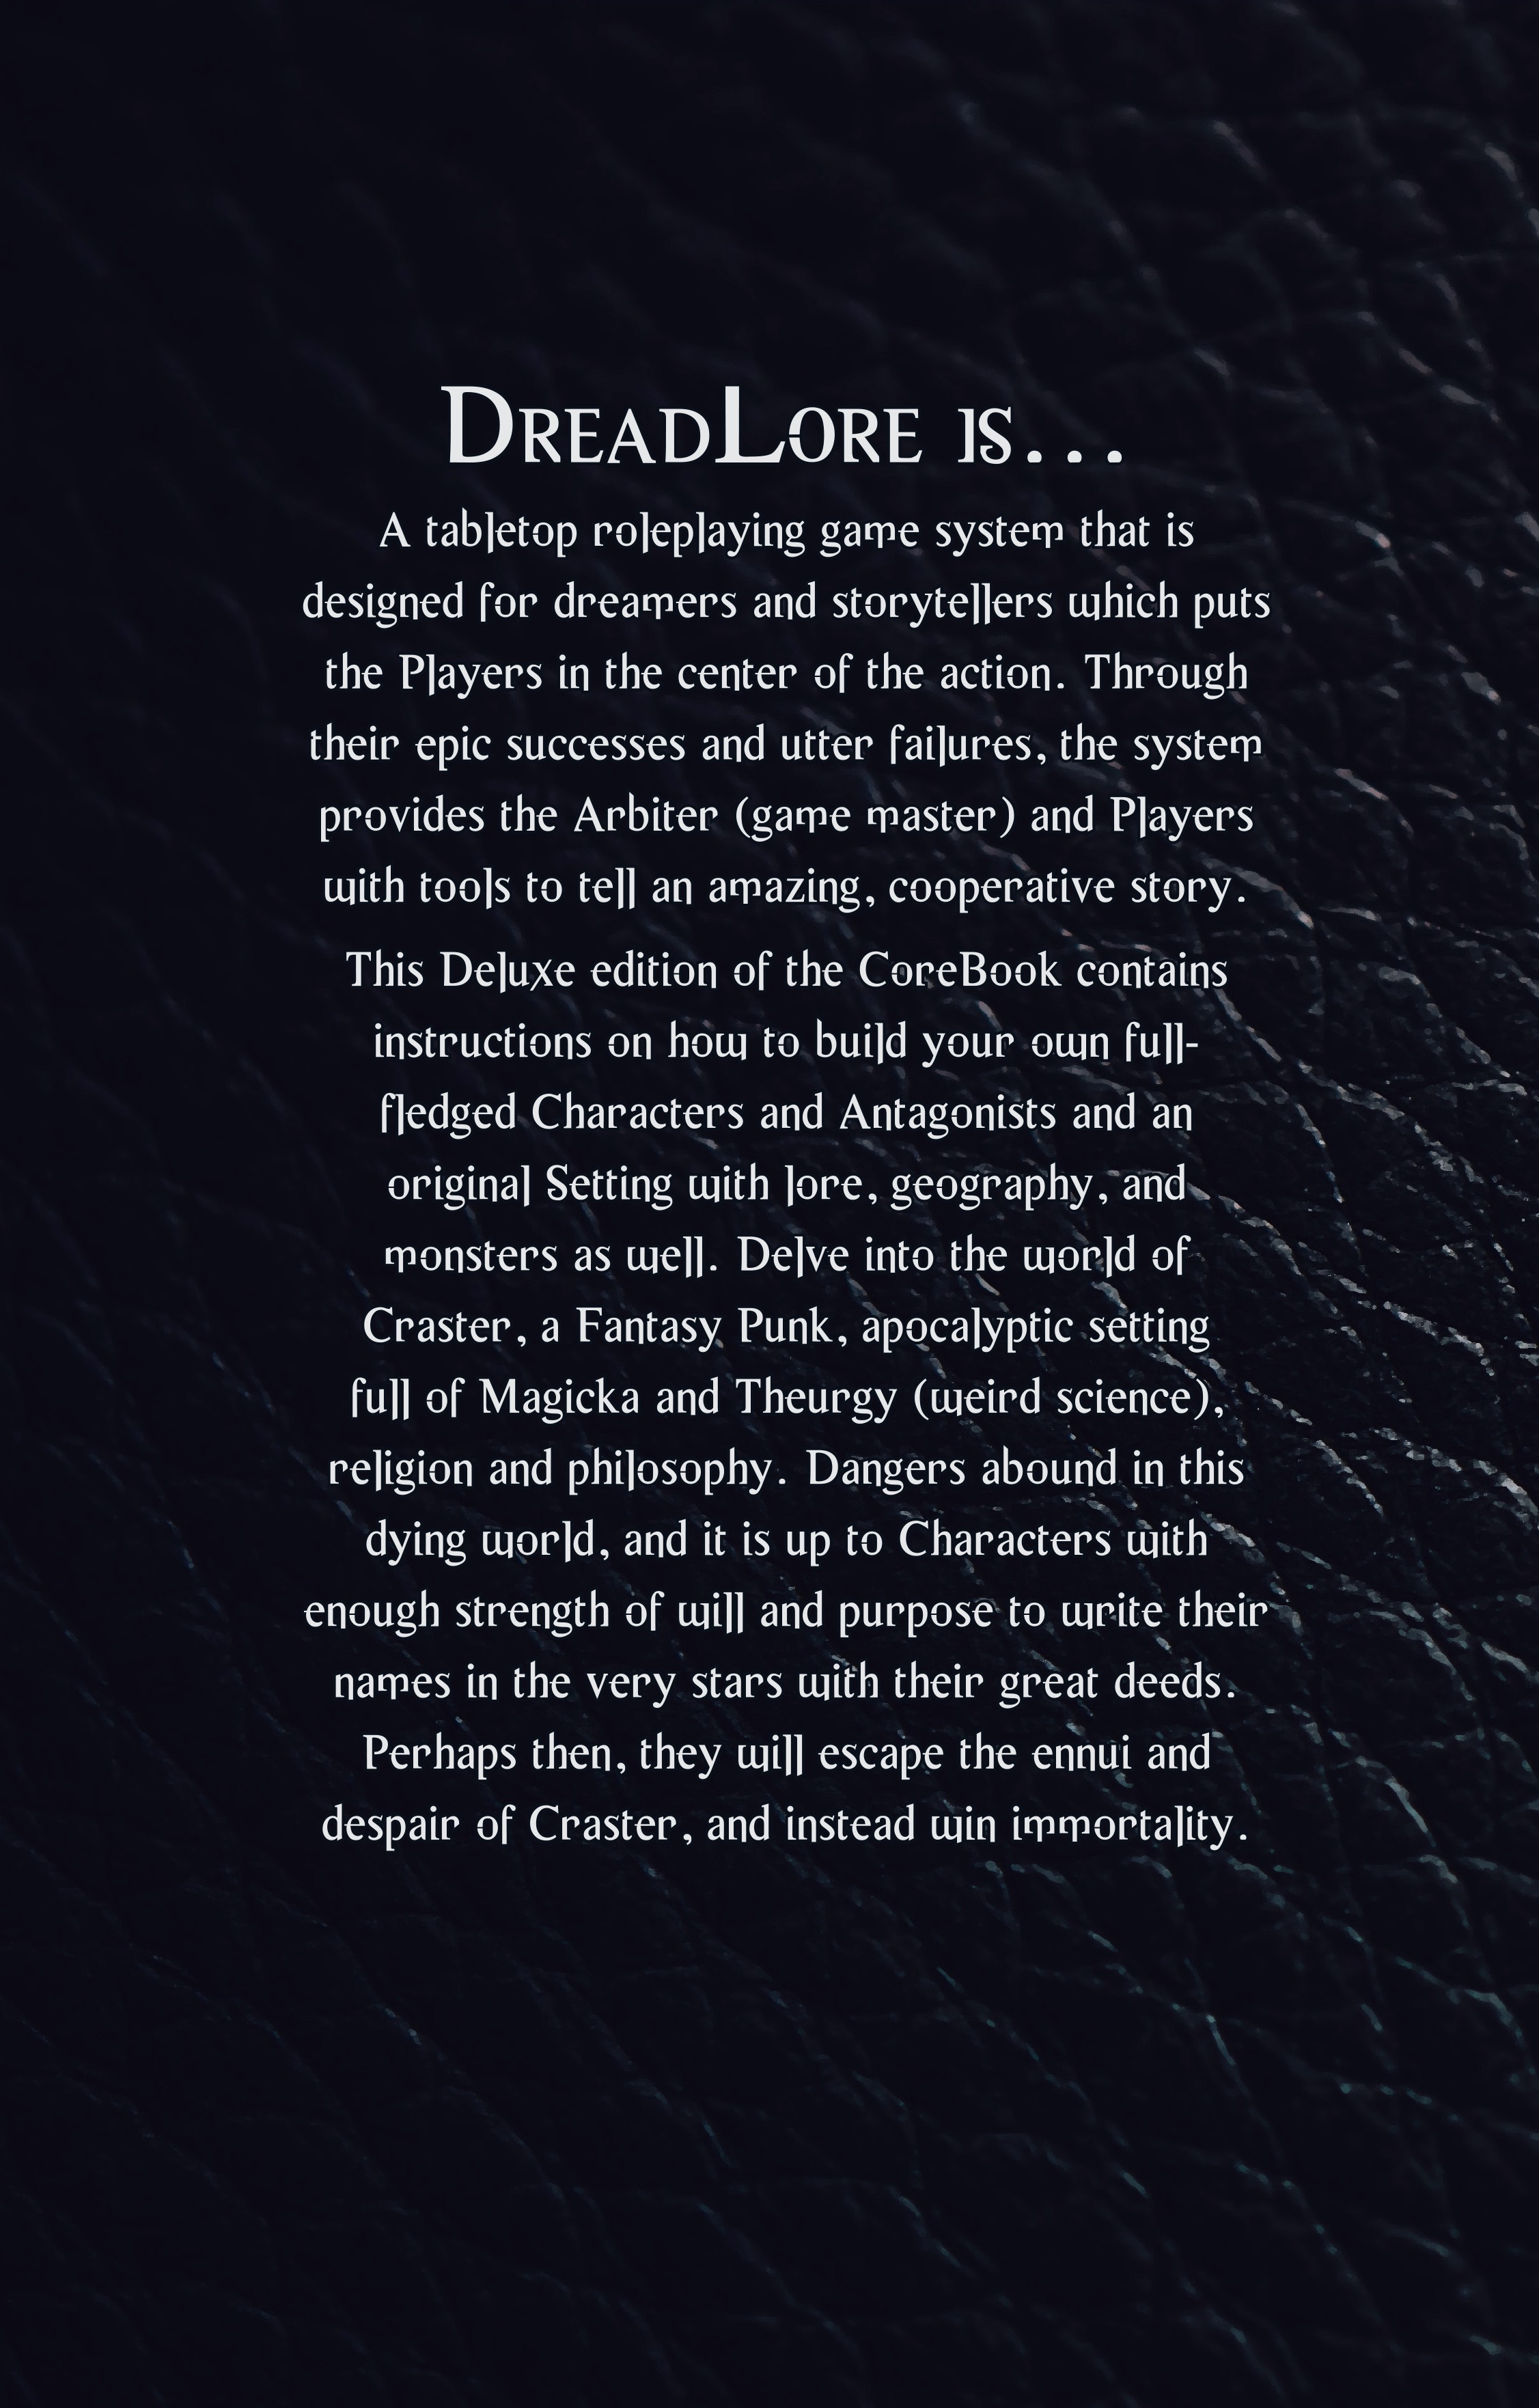 DreadLore is...
A tabletop roleplaying game system that is
designed for dreamers and storytellers which puts
the Players in the center of the action. Through
their epic successes and utter failures, the system
provides the Arbiter (game master) and Players
with tools to tell an amazing, cooperative story.
This Deluxe edition of the CoreBook contains
instructions on how to build your own full-
fledged Characters and Antagonists and an
original Setting with lore, geography, and
monsters as well. Delve into the world of
Craster, a Fantasy Punk, apocalyptic setting
full of Magicka and Theurgy (weird science),
religion and philosophy. Dangers abound in this
dying world, and it is up to Characters with
enough strength of will and purpose to write their
names in the very stars with their great deeds.
Perhaps then, they will escape the ennui and
despair of Craster, and instead win immortality.